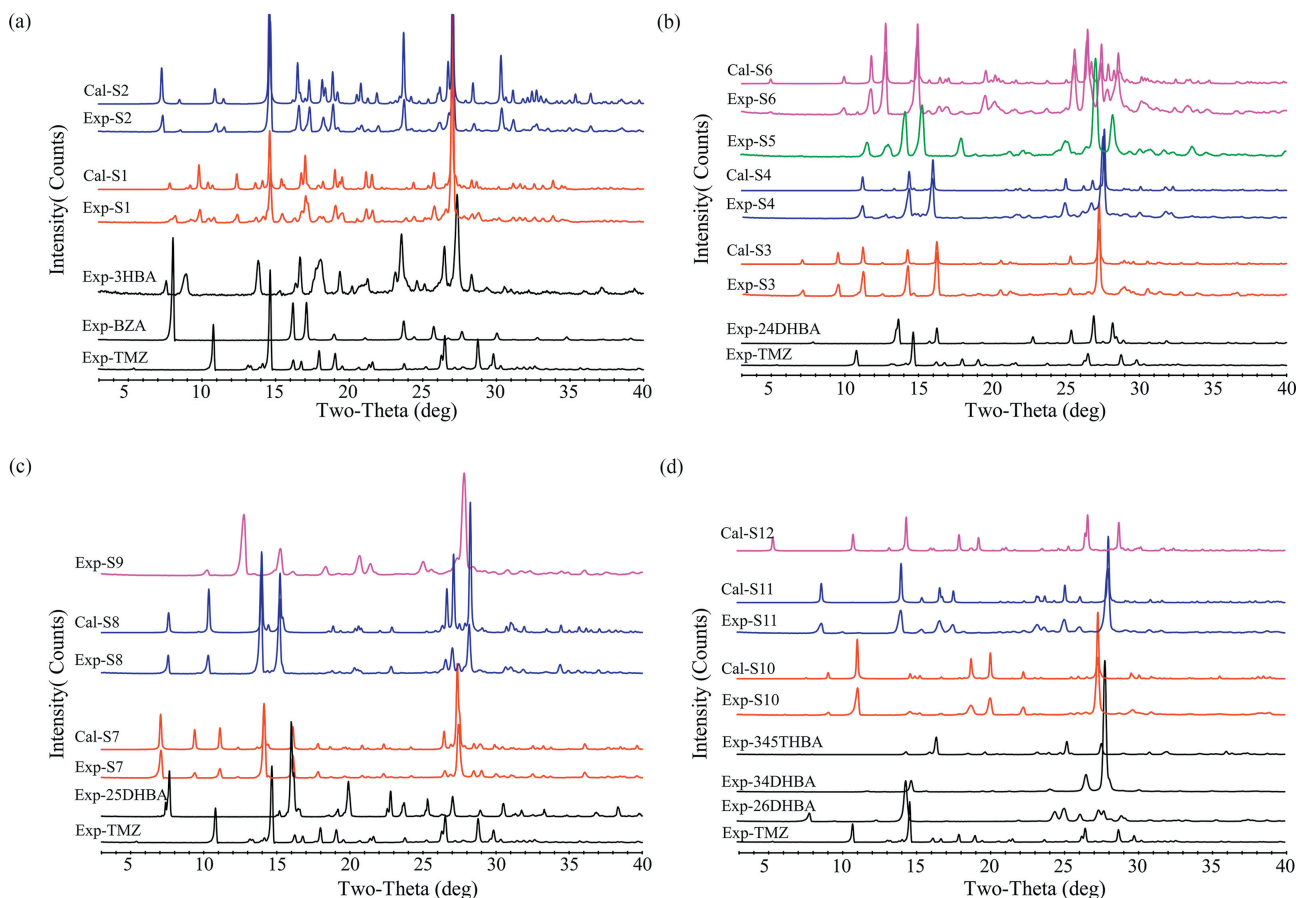 (a)
Intensity( Counts)
Cal-S2
Exp-S2
Cal-S1
Exp-S1
Exp-3HBA
Exp-BZA
Exp-TMZ
5 10 15 20 25 30 35 40
Two-Theta (deg)
(b)
Intensity( Counts)
Cal-S6
Exp-S6
Exp-S5
Cal-S4
Exp-S4
Cal-S3
Exp-S3
Exp-24DHBA
Exp-TMZ
5 10 15 20 25 30 35 40
Two-Theta (deg)
(c)
Intensity( Counts)
Exp-S9
Cal-S8
Exp-S8
Cal-S7
Exp-S7
Exp-25DHBA
Exp-TMZ
5 10 15 20 25 30 35 40
Two-Theta (deg)
(d)
Intensity (Counts)
Cal-S12
Cal-S11
Exp-S11
Cal-S10
Exp-S10
Exp-345THBA
Exp-34DHBA
Exp-26DHBA
Exp-TMZ
5 10 15 20 25 30 35 40
Two-Theta (deg)